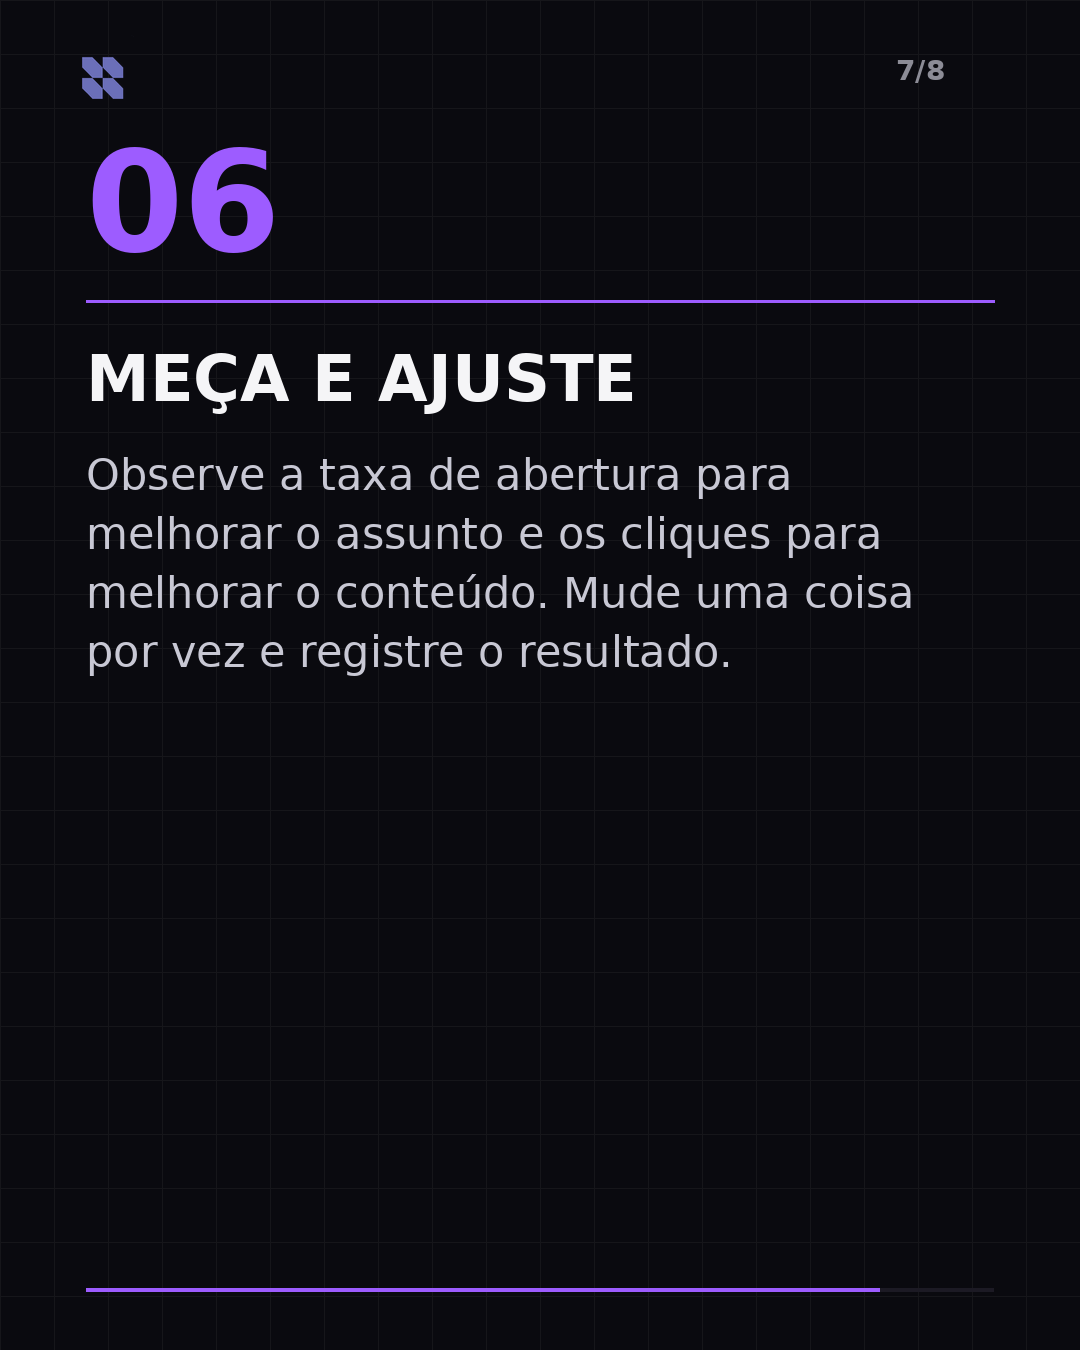 7/8
06
MEÇA E AJUSTE
Observe a taxa de abertura para
melhorar o assunto e os cliques para
melhorar o conteúdo. Mude uma coisa
por vez e registre o resultado.